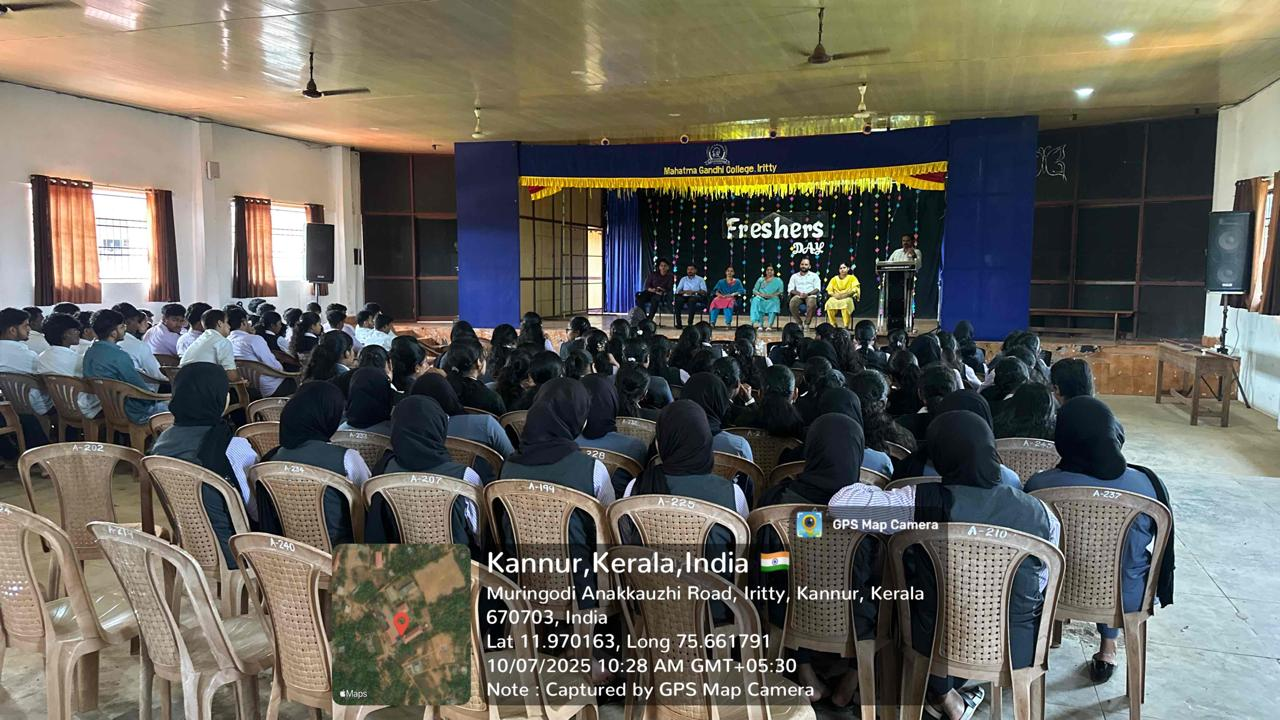 Mahatma Gandhi College. Iritty
Freshers
DAY
A-202
A-234
A-207
A-199
228
A-225
A-245
A-237
A-210
A-240
GPS Map Camera
Kannur,Kerala,India
Muringodi Anakkauzhi Road, Iritty, Kannur, Kerala
670703, India
Lat 11.970163, Long 75.661791
10/07/2025 10:28 AM GMT+05:30
Note : Captured by GPS Map Camera
Maps